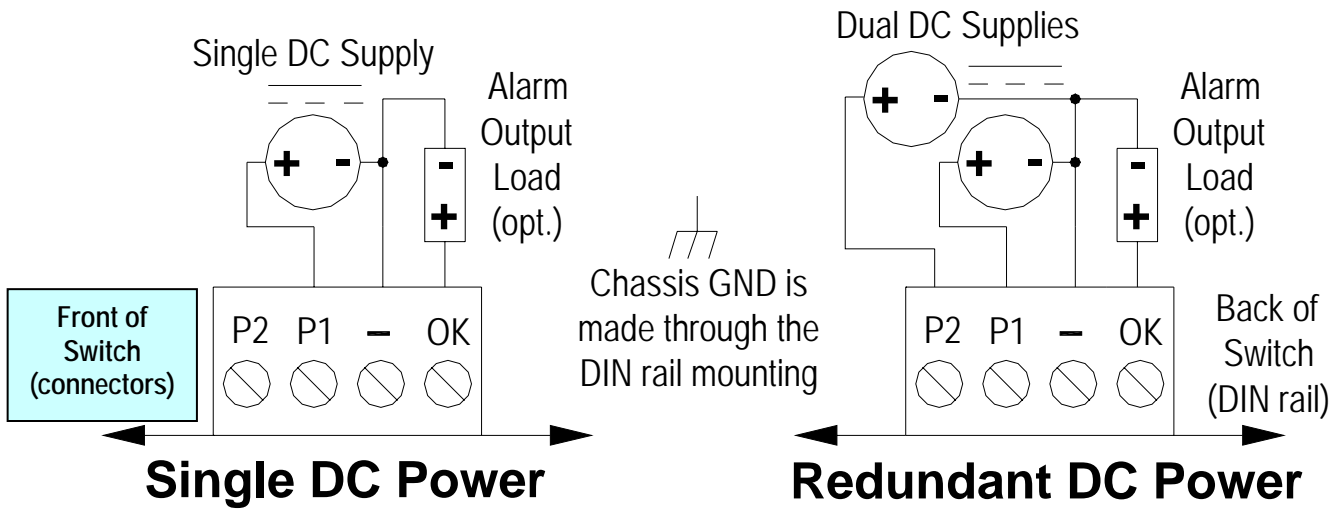 Single DC Supply
+ -
Alarm
Output
Load
(opt.)
-
+
Front of
Switch
(connectors)
P2 P1 – OK
Single DC Power
Chassis GND is
made through the
DIN rail mounting
Dual DC Supplies
+ -
+ -
Alarm
Output
Load
(opt.)
-
+
P2 P1 – OK
Back of
Switch
(DIN rail)
Redundant DC Power